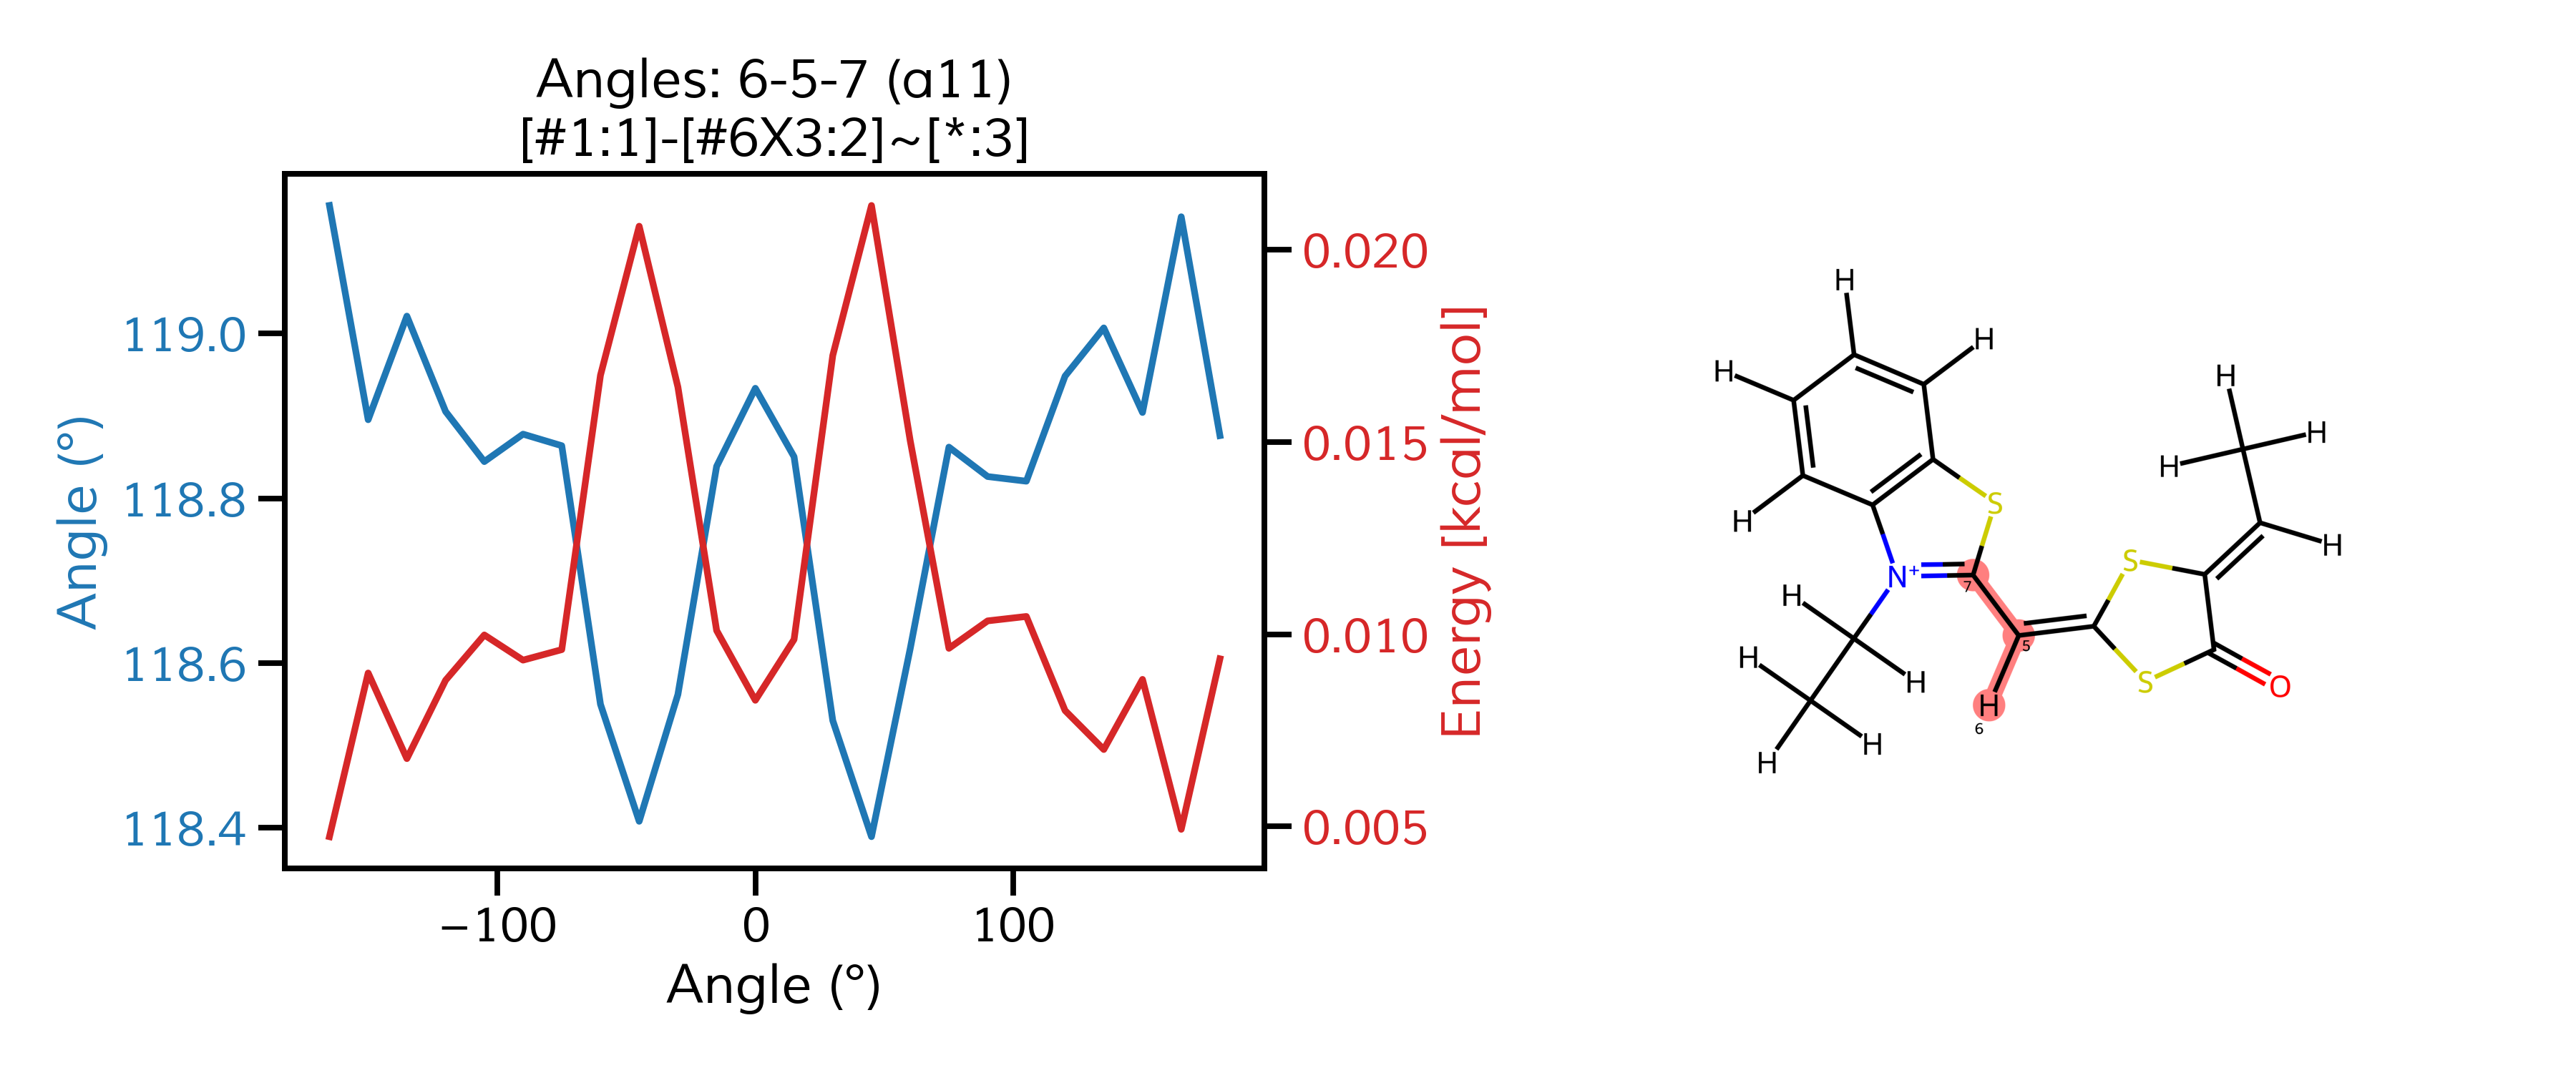 Angles: 6-5-7 (a11)
[#1:1]-[#6X3:2]~[*:3]
119.0
118.8
118.6
118.4
Angle (°)
0.020
0.015
0.010
0.005
Energy [kcal/mol]
−100
0
100
Angle (°)
H
H
H
H
H
S
H
H
H
S
N+
7
H
5
H
H
S
O
H
6
H
H